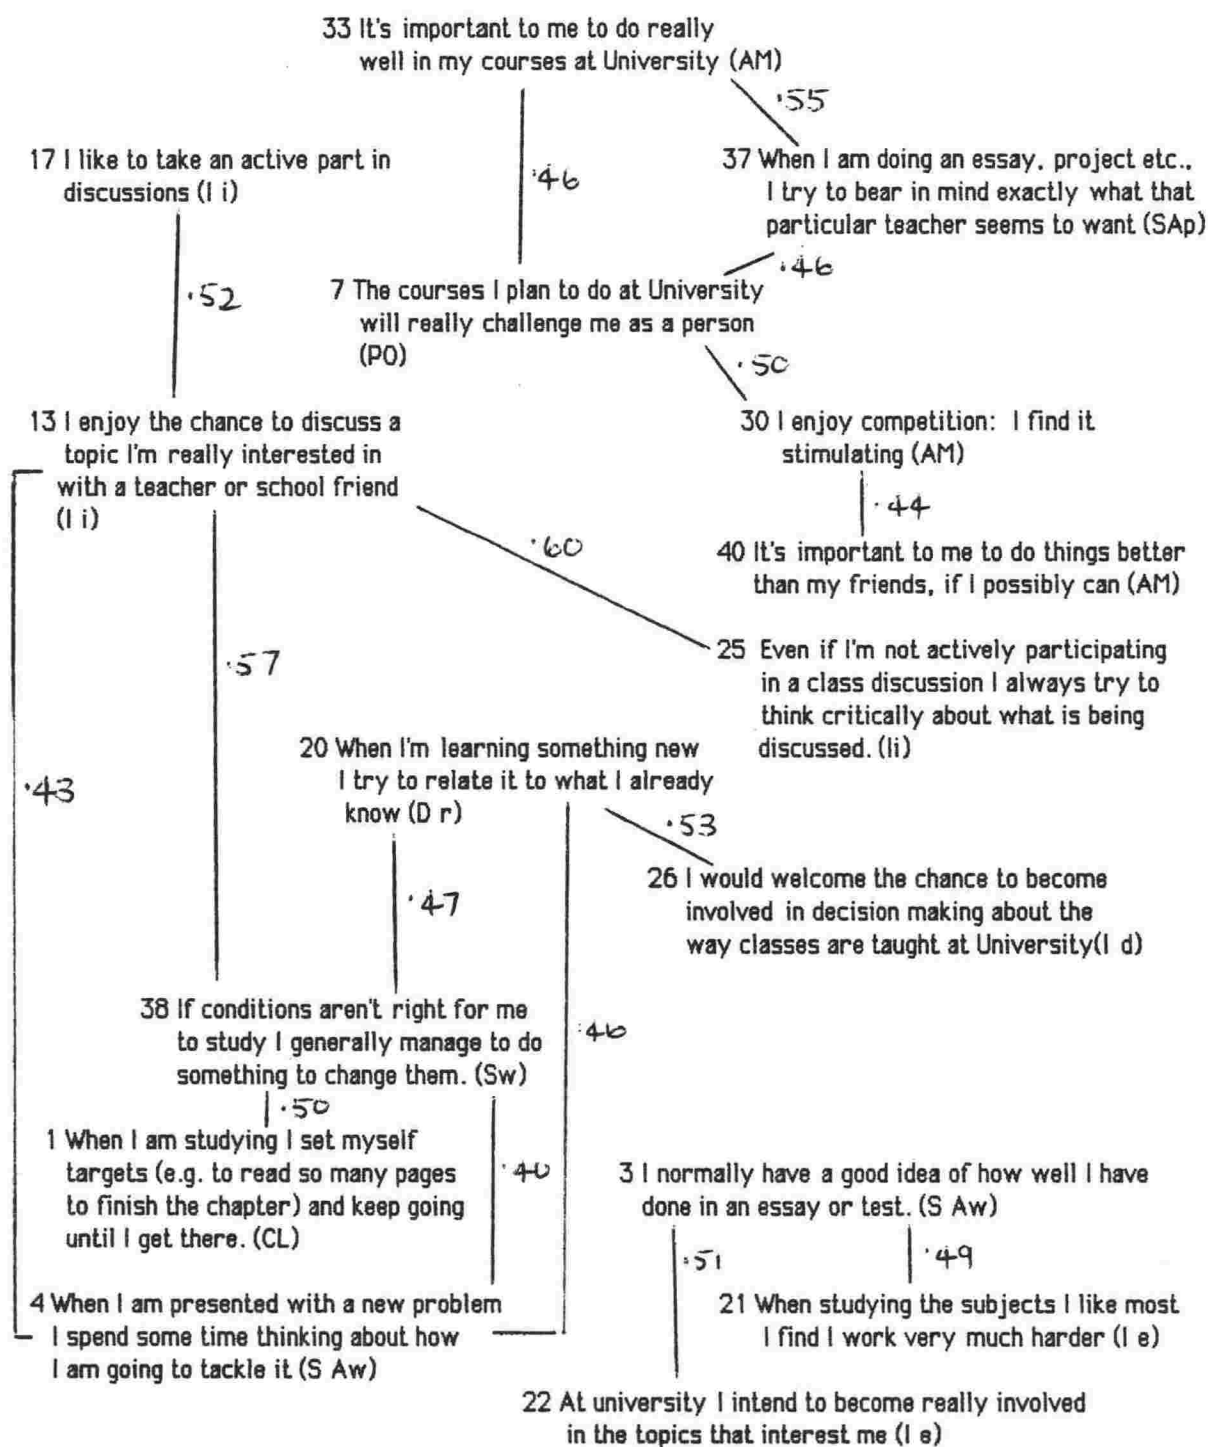 33 It's important to me to do really
well in my courses at University (AM)
·55
17 I like to take an active part in
discussions (I i)
·46
37 When I am doing an essay, project etc.,
I try to bear in mind exactly what that
particular teacher seems to want (SAp)
·46
·52
7 The courses I plan to do at University
will really challenge me as a person
(PO)
·50
13 I enjoy the chance to discuss a
topic I'm really interested in
with a teacher or school friend
(I i)
30 I enjoy competition: I find it
stimulating (AM)
·44
·60
40 It's important to me to do things better
than my friends, if I possibly can (AM)
·57
25 Even if I'm not actively participating
in a class discussion I always try to
think critically about what is being
discussed. (Ii)
20 When I'm learning something new
I try to relate it to what I already
know (D r)
·43
·53
26 I would welcome the chance to become
involved in decision making about the
way classes are taught at University(I d)
·47
38 If conditions aren't right for me
to study I generally manage to do
something to change them. (Sw)
·46
·50
1 When I am studying I set myself
targets (e.g. to read so many pages
to finish the chapter) and keep going
until I get there. (CL)
·40
3 I normally have a good idea of how well I have
done in an essay or test. (S Aw)
·51
·49
4 When I am presented with a new problem
I spend some time thinking about how
I am going to tackle it (S Aw)
21 When studying the subjects I like most
I find I work very much harder (I e)
22 At university I intend to become really involved
in the topics that interest me (I e)